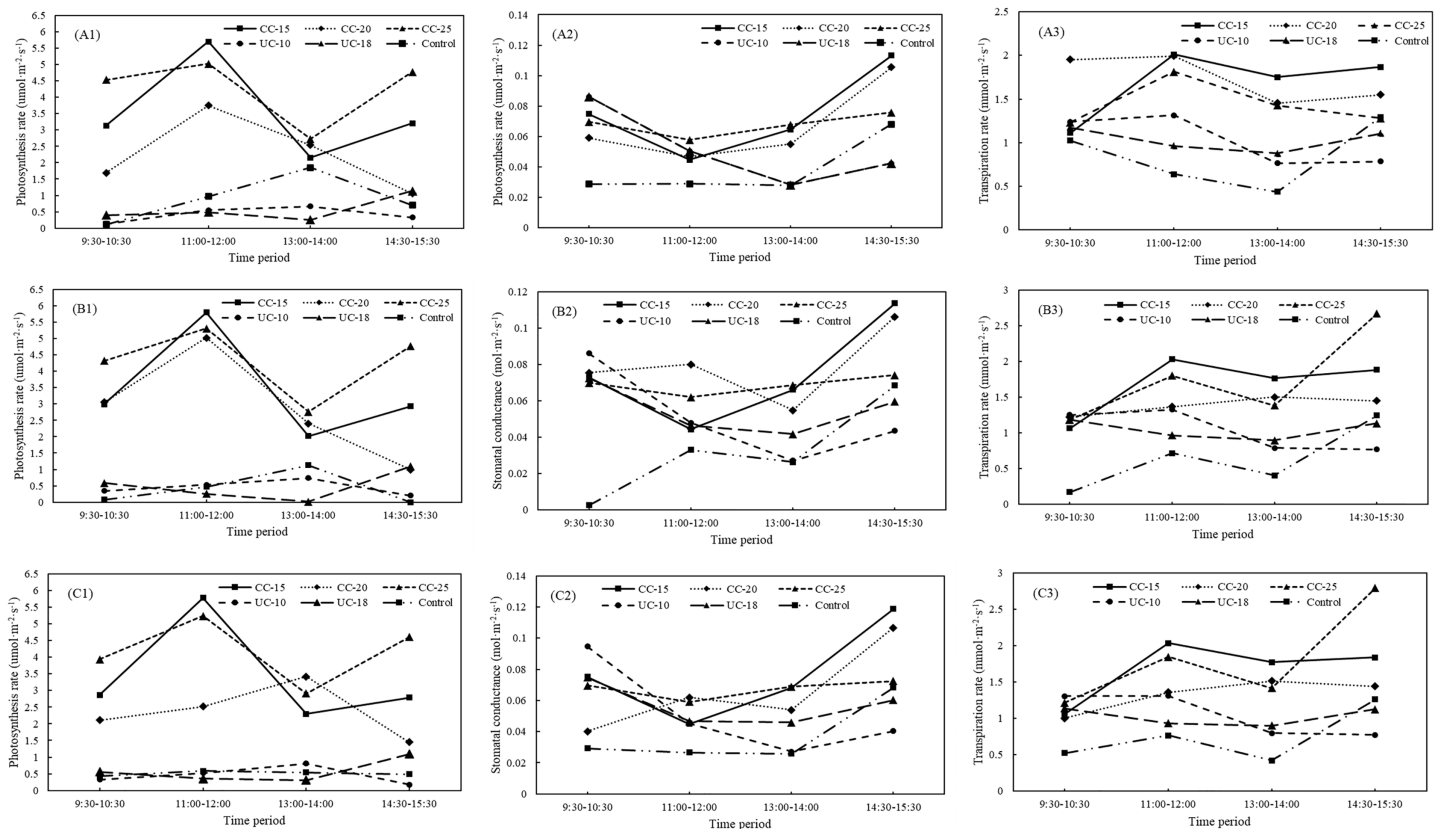 (A1)
CC-15 CC-20 CC-25
UC-10 UC-18 Control
Photosynthesis rate (umol·m⁻²·s⁻¹)
6.5
6
5.5
5
4.5
4
3.5
3
2.5
2
1.5
1
0.5
0
9:30-10:30 11:00-12:00 13:00-14:00 14:30-15:30
Time period
(A2)
CC-15 CC-20 CC-25
UC-10 UC-18 Control
Photosynthesis rate (umol·m⁻²·s⁻¹)
0.14
0.12
0.1
0.08
0.06
0.04
0.02
0
9:30-10:30 11:00-12:00 13:00-14:00 14:30-15:30
Time period
(A3)
CC-15 CC-20 CC-25
UC-10 UC-18 Control
Transpiration rate (mmol·m⁻²·s⁻¹)
2.5
2
1.5
1
0.5
0
9:30-10:30 11:00-12:00 13:00-14:00 14:30-15:30
Time period
(B1)
CC-15 CC-20 CC-25
UC-10 UC-18 Control
Photosynthesis rate (umol·m⁻²·s⁻¹)
6.5
6
5.5
5
4.5
4
3.5
3
2.5
2
1.5
1
0.5
0
9:30-10:30 11:00-12:00 13:00-14:00 14:30-15:30
Time period
(B2)
CC-15 CC-20 CC-25
UC-10 UC-18 Control
Stomatal conductance (mol·m⁻²·s⁻¹)
0.12
0.1
0.08
0.06
0.04
0.02
0
9:30-10:30 11:00-12:00 13:00-14:00 14:30-15:30
Time period
(B3)
CC-15 CC-20 CC-25
UC-10 UC-18 Control
Transpiration rate (mmol·m⁻²·s⁻¹)
3
2.5
2
1.5
1
0.5
0
9:30-10:30 11:00-12:00 13:00-14:00 14:30-15:30
Time period
(C1)
CC-15 CC-20 CC-25
UC-10 UC-18 Control
Photosynthesis rate (umol·m⁻²·s⁻¹)
6.5
6
5.5
5
4.5
4
3.5
3
2.5
2
1.5
1
0.5
0
9:30-10:30 11:00-12:00 13:00-14:00 14:30-15:30
Time period
(C2)
CC-15 CC-20 CC-25
UC-10 UC-18 Control
Stomatal conductance (mol·m⁻²·s⁻¹)
0.14
0.12
0.1
0.08
0.06
0.04
0.02
0
9:30-10:30 11:00-12:00 13:00-14:00 14:30-15:30
Time period
(C3)
CC-15 CC-20 CC-25
UC-10 UC-18 Control
Transpiration rate (mmol·m⁻²·s⁻¹)
3
2.5
2
1.5
1
0.5
0
9:30-10:30 11:00-12:00 13:00-14:00 14:30-15:30
Time period